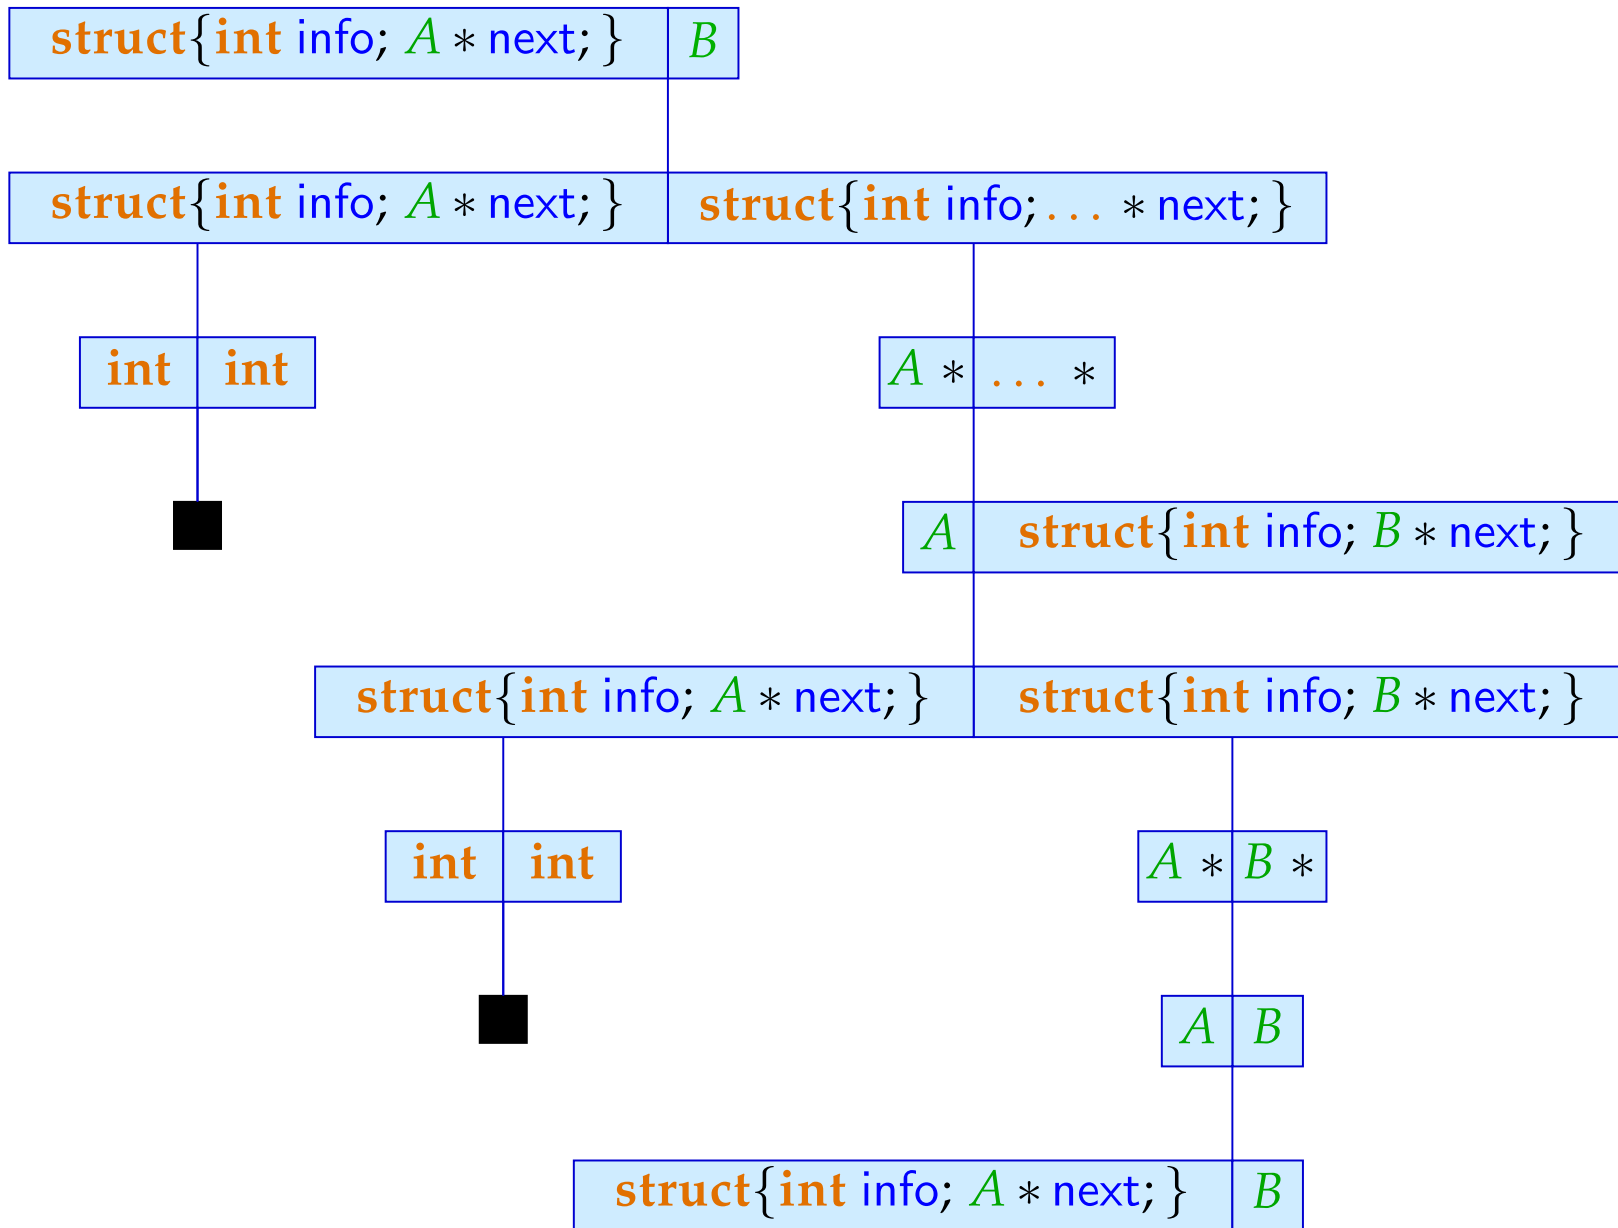 struct{int info; A ∗ next; } B
struct{int info; A ∗ next; } struct{int info; . . . ∗ next; }
int int A ∗ . . . ∗
A struct{int info; B ∗ next; }
struct{int info; A ∗ next; } struct{int info; B ∗ next; }
int int A ∗ B ∗
A B
struct{int info; A ∗ next; } B